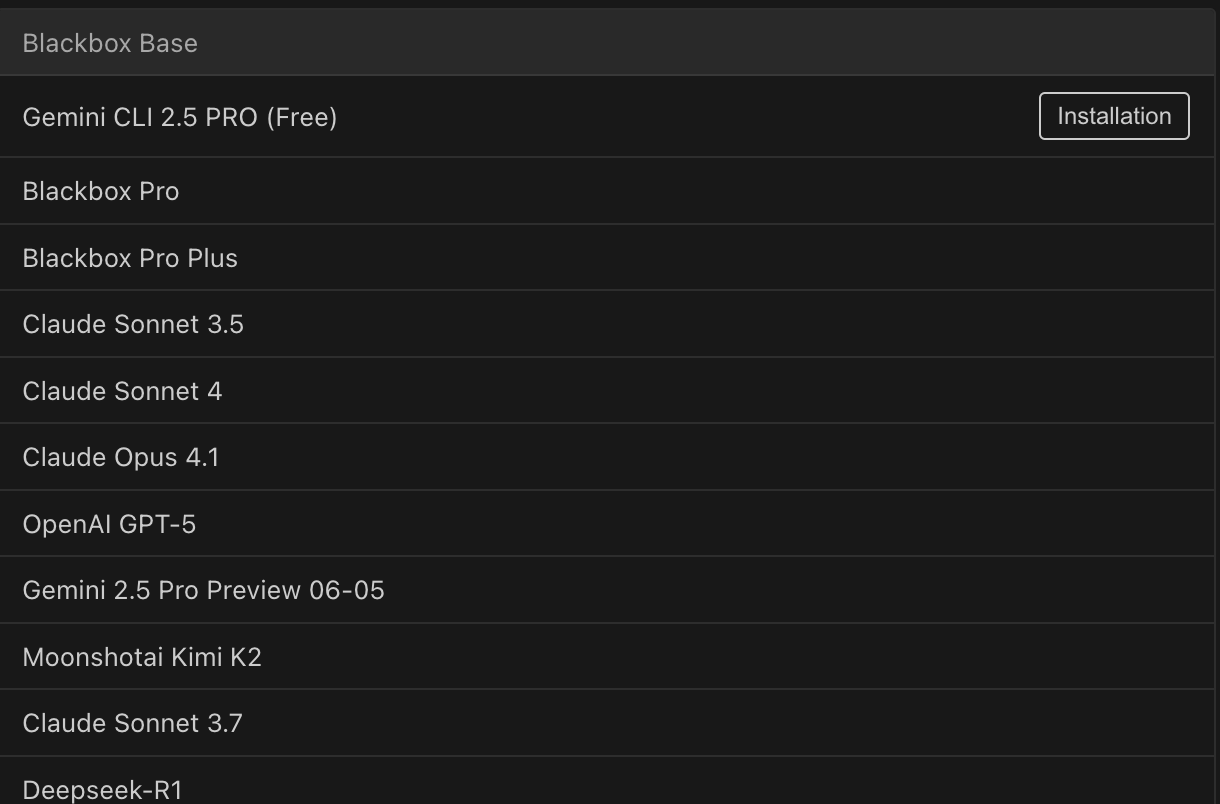 Blackbox Base
Gemini CLI 2.5 PRO (Free)
Installation
Blackbox Pro
Blackbox Pro Plus
Claude Sonnet 3.5
Claude Sonnet 4
Claude Opus 4.1
OpenAI GPT-5
Gemini 2.5 Pro Preview 06-05
Moonshotai Kimi K2
Claude Sonnet 3.7
Deepseek-R1